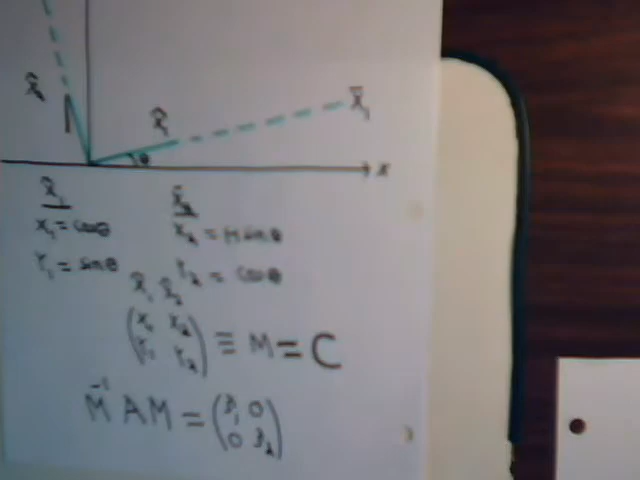 x̂₂
x̂₁
x̄₁
θ
x
x̂₁
x₁ = cosθ
Y₁ = sinθ
x₂ = -sinθ
Y₂ = cosθ
x̂₁ x̂₂
(x₁ x₂
Y₁ Y₂) ≡ M = C
M⁻¹ A M = (λ₁ 0
0 λ₂)